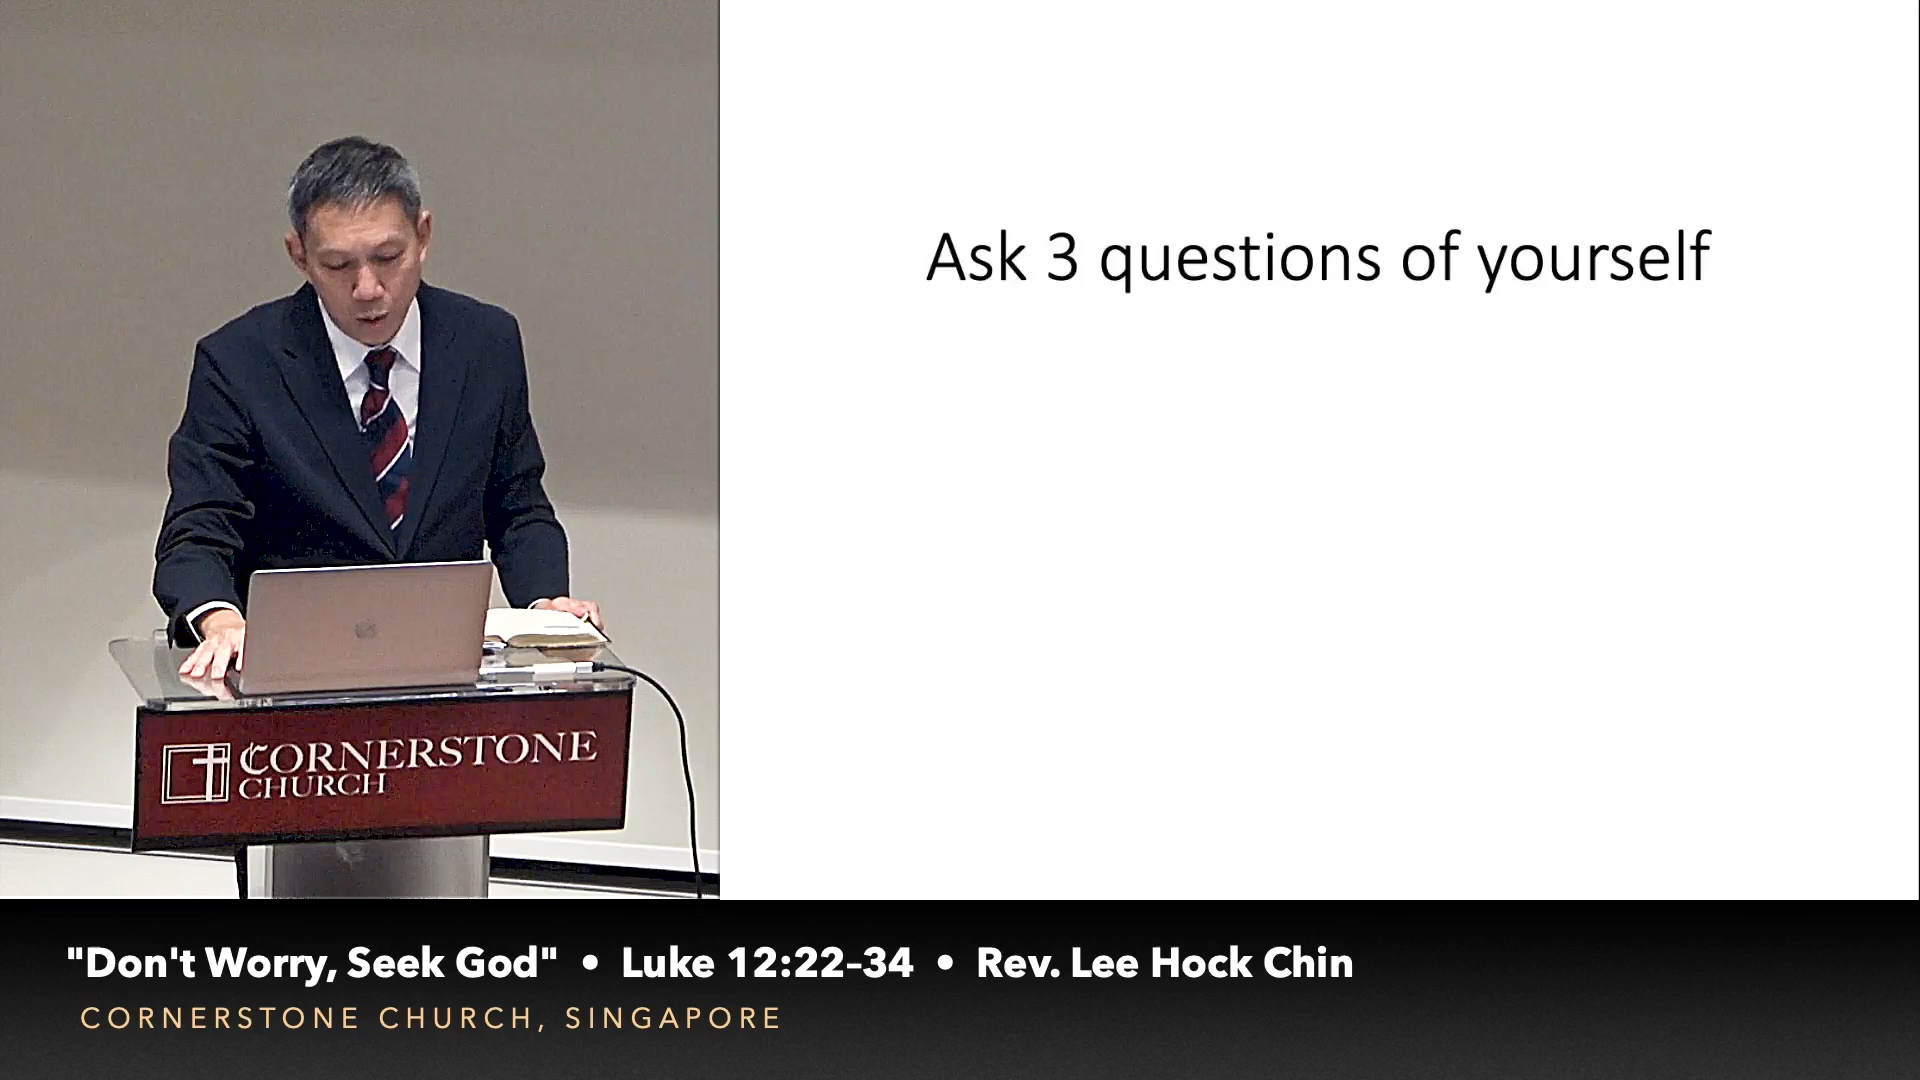 Ask 3 questions of yourself
CORNERSTONE
CHURCH
"Don't Worry, Seek God" • Luke 12:22–34 • Rev. Lee Hock Chin
CORNERSTONE CHURCH, SINGAPORE